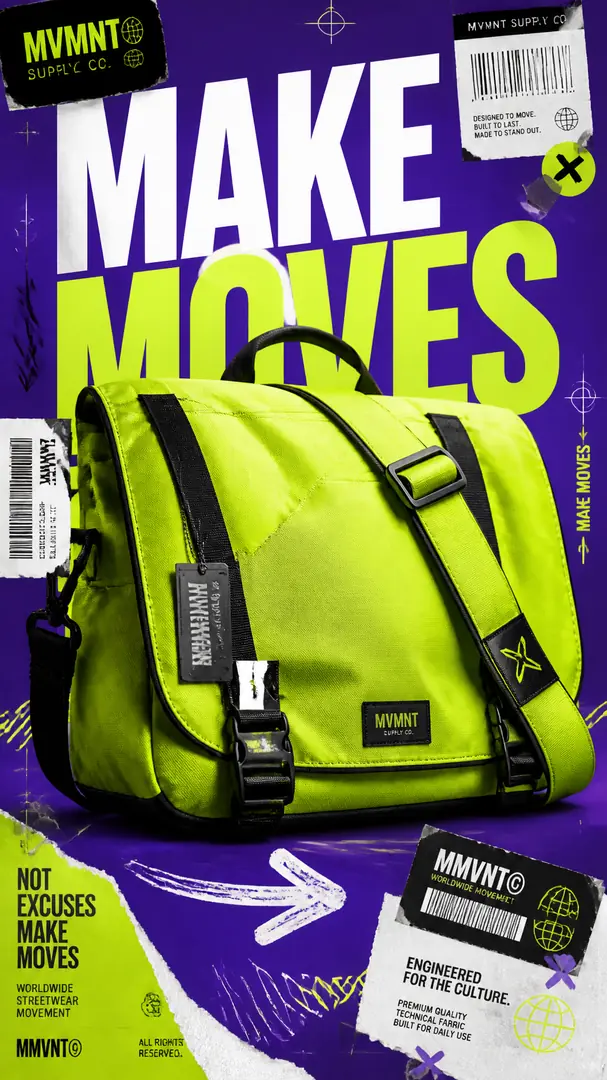 MVMNT
SUPPLY CO.
MVMNT SUPPLY CO
DESIGNED TO MOVE.
BUILT TO LAST.
MADE TO STAND OUT.
MAKE
MOVES
MAKE MOVES
MVMNT
SUPPLY CO.
NOT
EXCUSES
MAKE
MOVES
WORLDWIDE
STREETWEAR
MOVEMENT
MMVNT©
ALL RIGHTS
RESERVED.
MMVNT©
WORLDWIDE MOVEMENT
ENGINEERED
FOR THE CULTURE.
PREMIUM QUALITY
TECHNICAL FABRIC
BUILT FOR DAILY USE